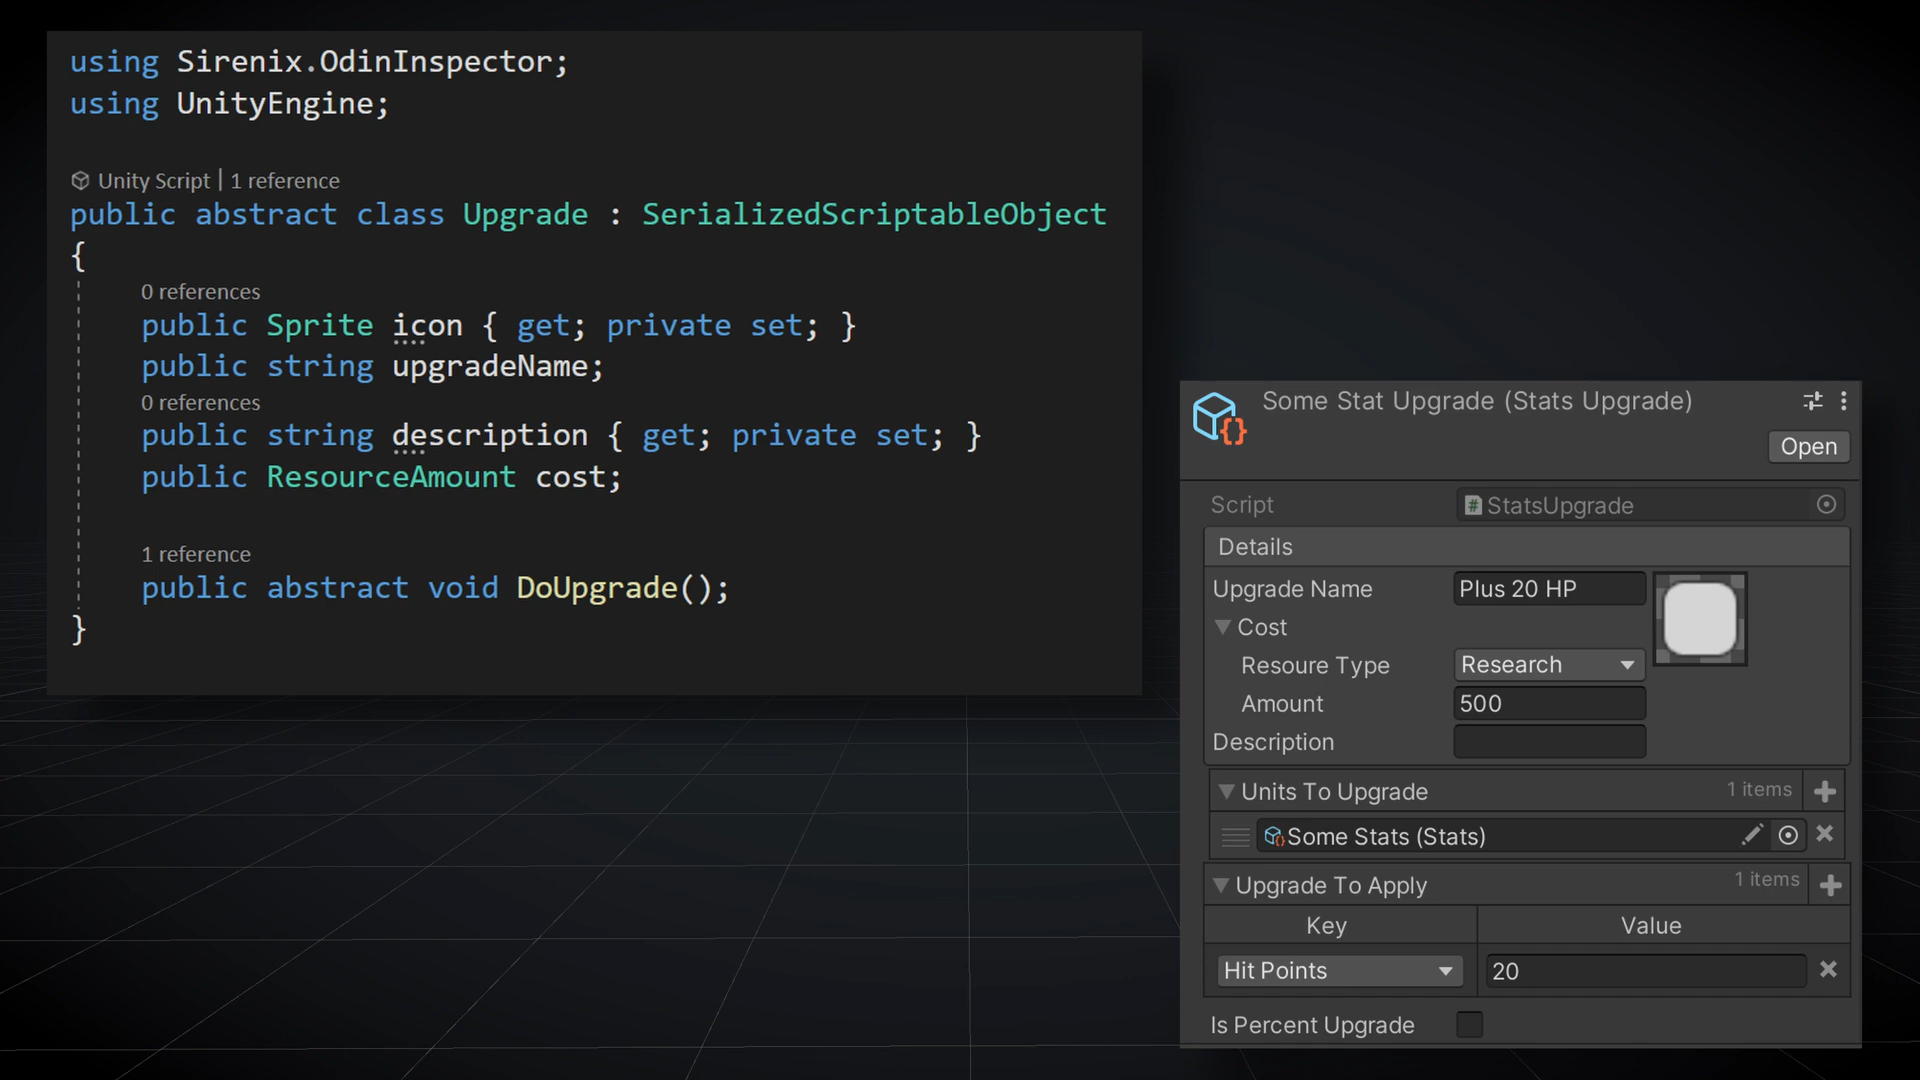 using Sirenix.OdinInspector;
using UnityEngine;
Unity Script | 1 reference
public abstract class Upgrade : SerializedScriptableObject
{
0 references
public Sprite icon { get; private set; }
public string upgradeName;
0 references
public string description { get; private set; }
public ResourceAmount cost;
1 reference
public abstract void DoUpgrade();
}
Some Stat Upgrade (Stats Upgrade)
Open
Script # StatsUpgrade
Details
Upgrade Name Plus 20 HP
Cost
Resoure Type Research
Amount 500
Description
Units To Upgrade 1 items +
{} Some Stats (Stats)
Upgrade To Apply 1 items +
Key Value
Hit Points 20
Is Percent Upgrade